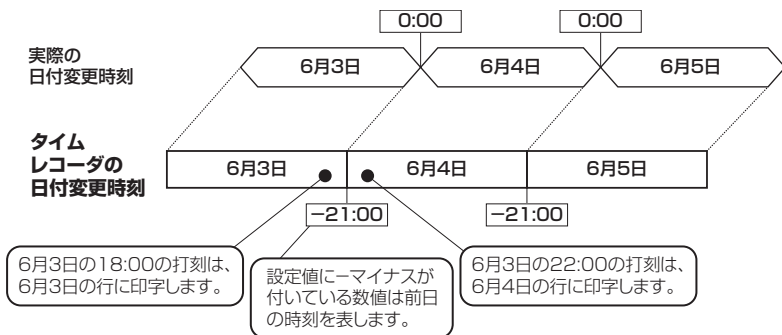 0:00
0:00
実際の
日付変更時刻
6月3日
6月4日
6月5日
タイム
レコーダの
日付変更時刻
6月3日
6月4日
6月5日
−21:00
−21:00
6月3日の18:00の打刻は、
6月3日の行に印字します。
設定値に−マイナスが
付いている数値は前日
の時刻を表します。
6月3日の22:00の打刻は、
6月4日の行に印字します。